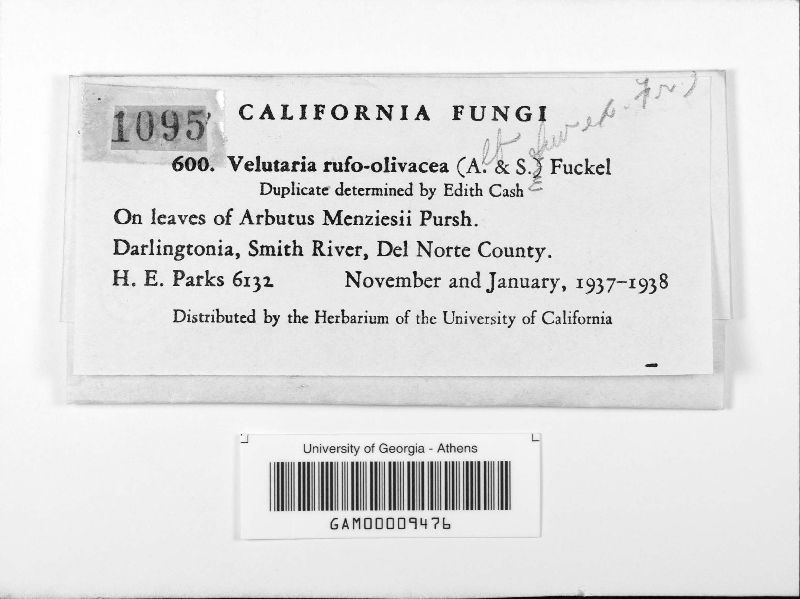 1095
CALIFORNIA FUNGI
600. Velutaria rufo-olivacea (A. & S.) Fuckel
Duplicate determined by Edith Cash
On leaves of Arbutus Menziesii Pursh.
Darlingtonia, Smith River, Del Norte County.
H. E. Parks 6132 November and January, 1937-1938
Distributed by the Herbarium of the University of California
University of Georgia - Athens
GAM00009476